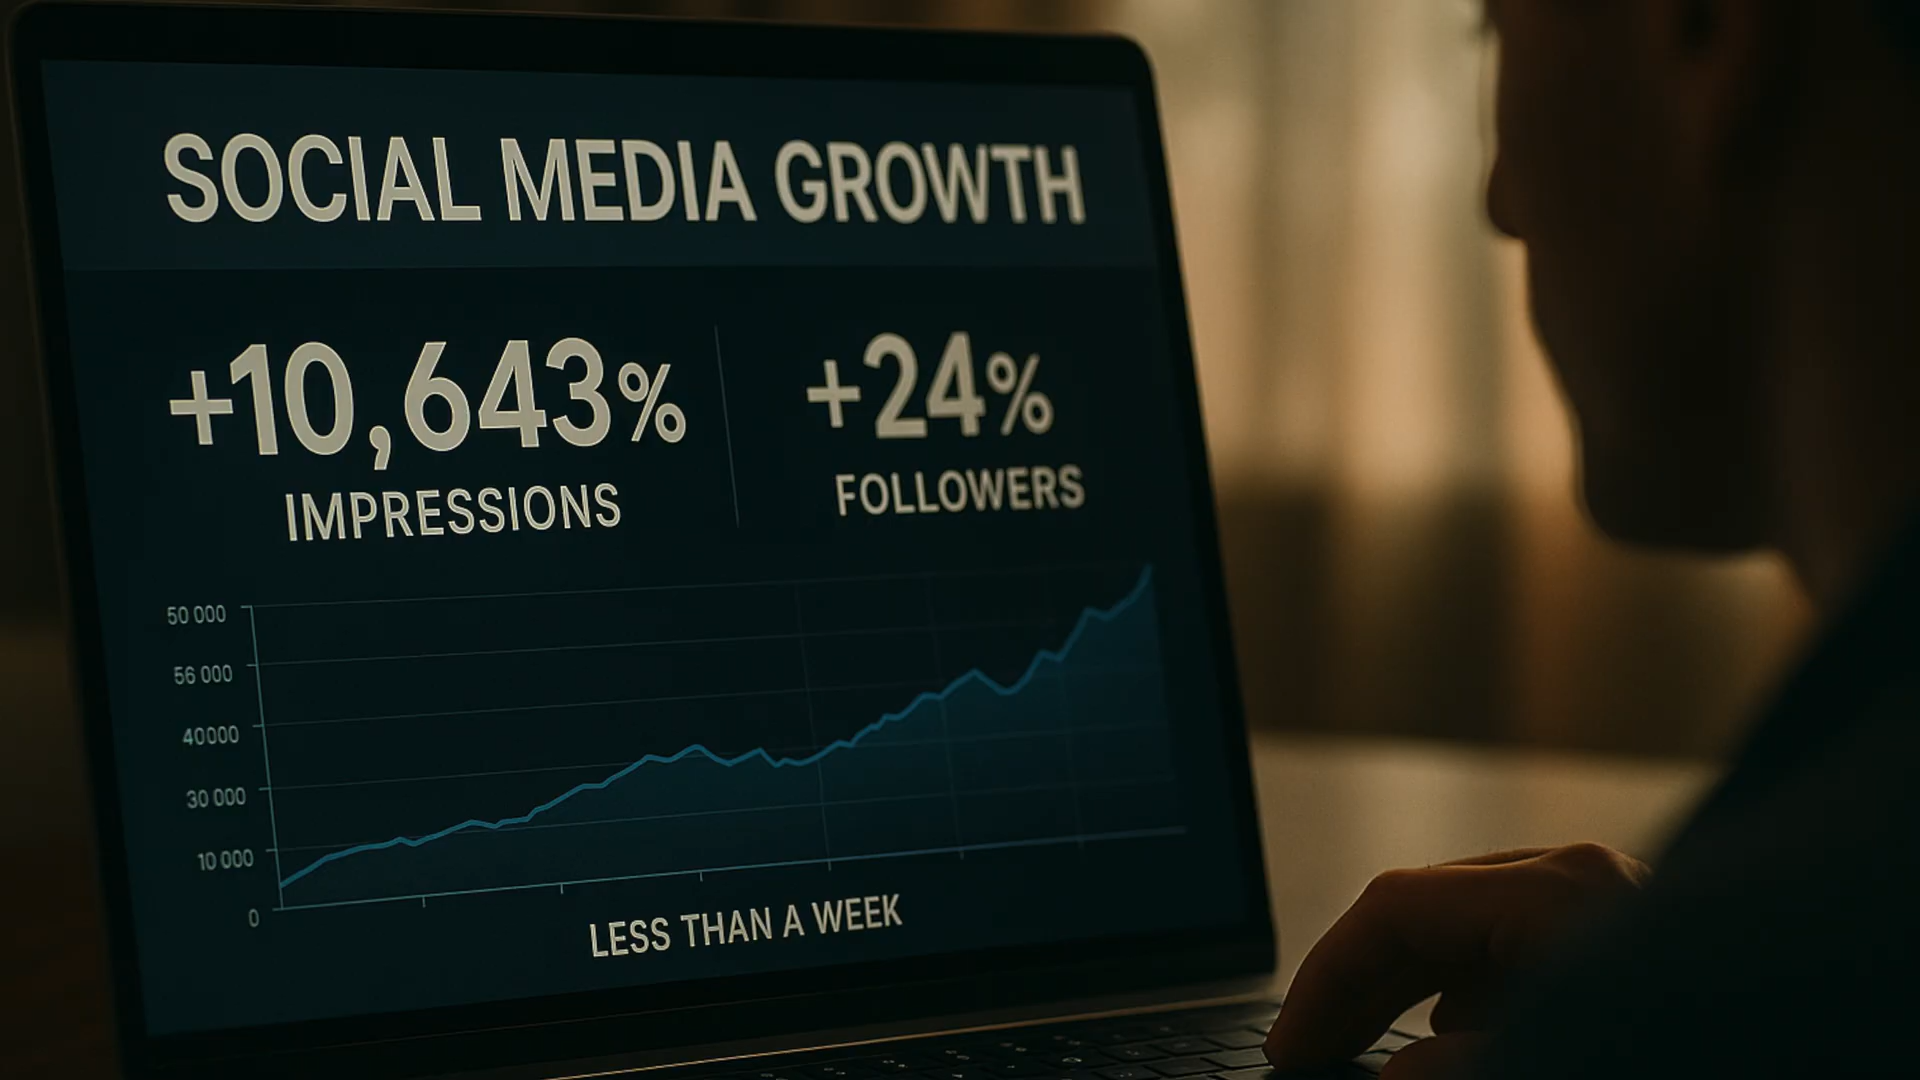 SOCIAL MEDIA GROWTH
+10,643%
IMPRESSIONS
+24%
FOLLOWERS
50 000
56 000
40000
30 000
10 000
0
LESS THAN A WEEK